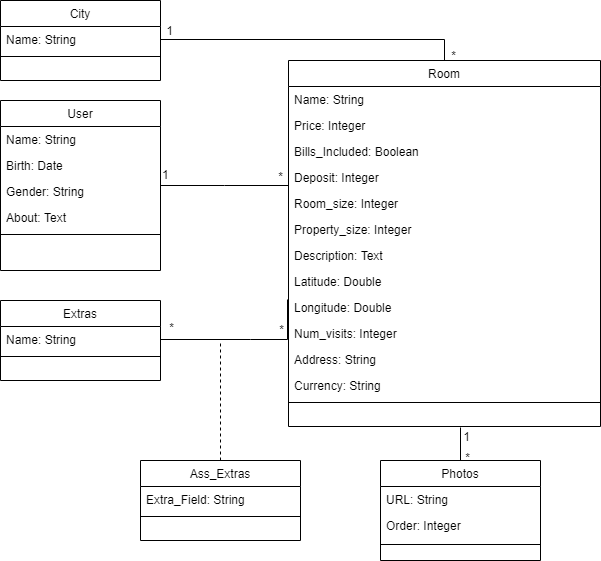 City
Name: String
1
*
User
Name: String
Birth: Date
Gender: String
About: Text
1
*
Room
Name: String
Price: Integer
Bills_Included: Boolean
Deposit: Integer
Room_size: Integer
Property_size: Integer
Description: Text
Latitude: Double
Longitude: Double
Num_visits: Integer
Address: String
Currency: String
Extras
Name: String
*
*
1
*
Ass_Extras
Extra_Field: String
Photos
URL: String
Order: Integer